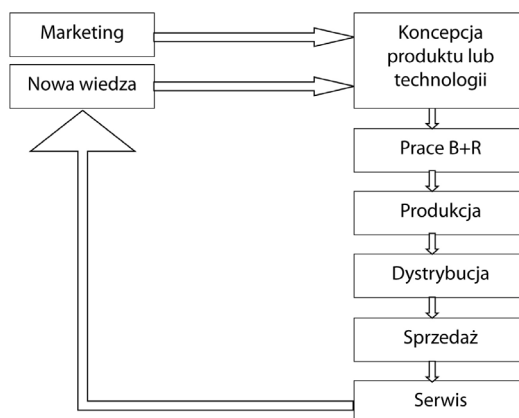 Marketing
Nowa wiedza
Koncepcja
produktu lub
technologii
Prace B+R
Produkcja
Dystrybucja
Sprzedaż
Serwis